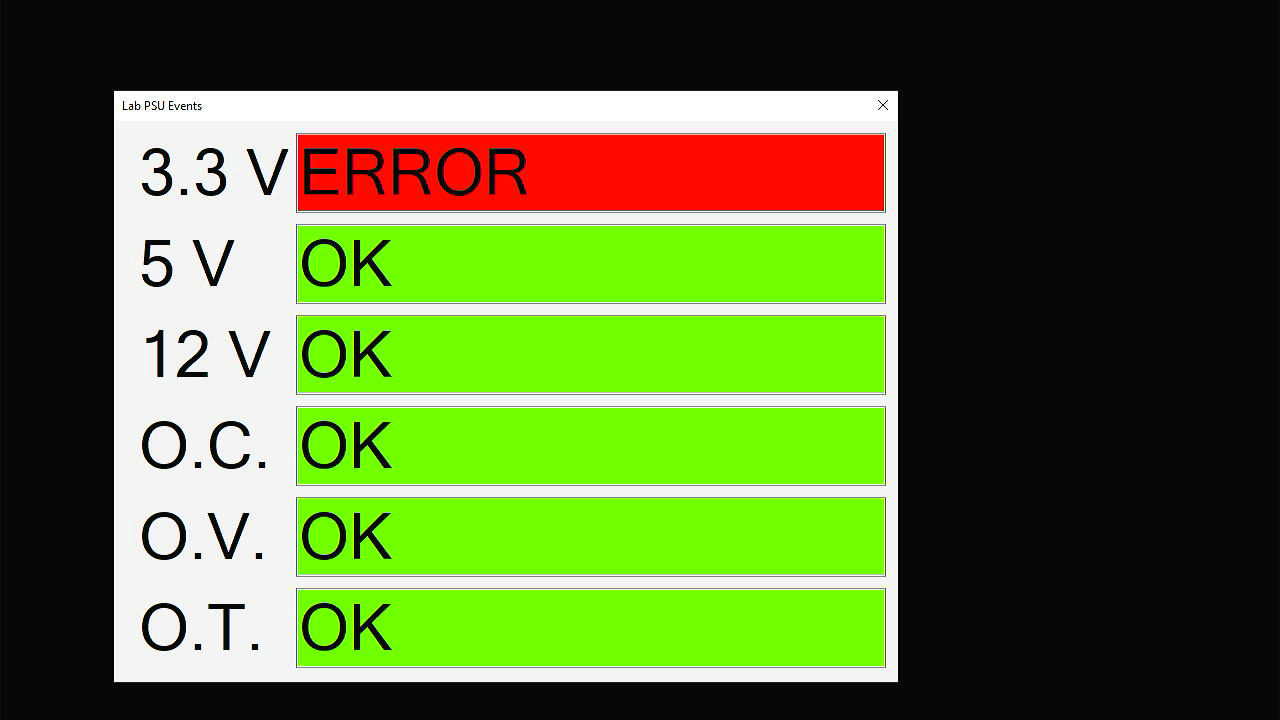 Lab PSU Events
3.3 V ERROR
5 V OK
12 V OK
O.C. OK
O.V. OK
O.T. OK